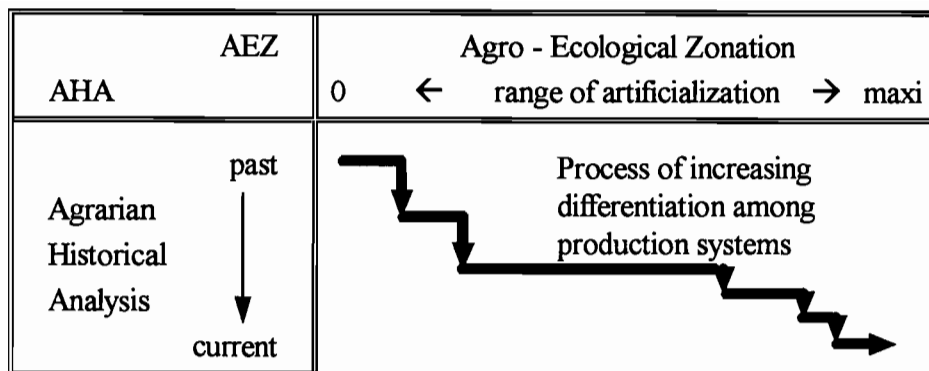 AEZ
AHA
Agro - Ecological Zonation
0 ← range of artificialization → maxi
past
Agrarian
Historical
Analysis
current
Process of increasing
differentiation among
production systems